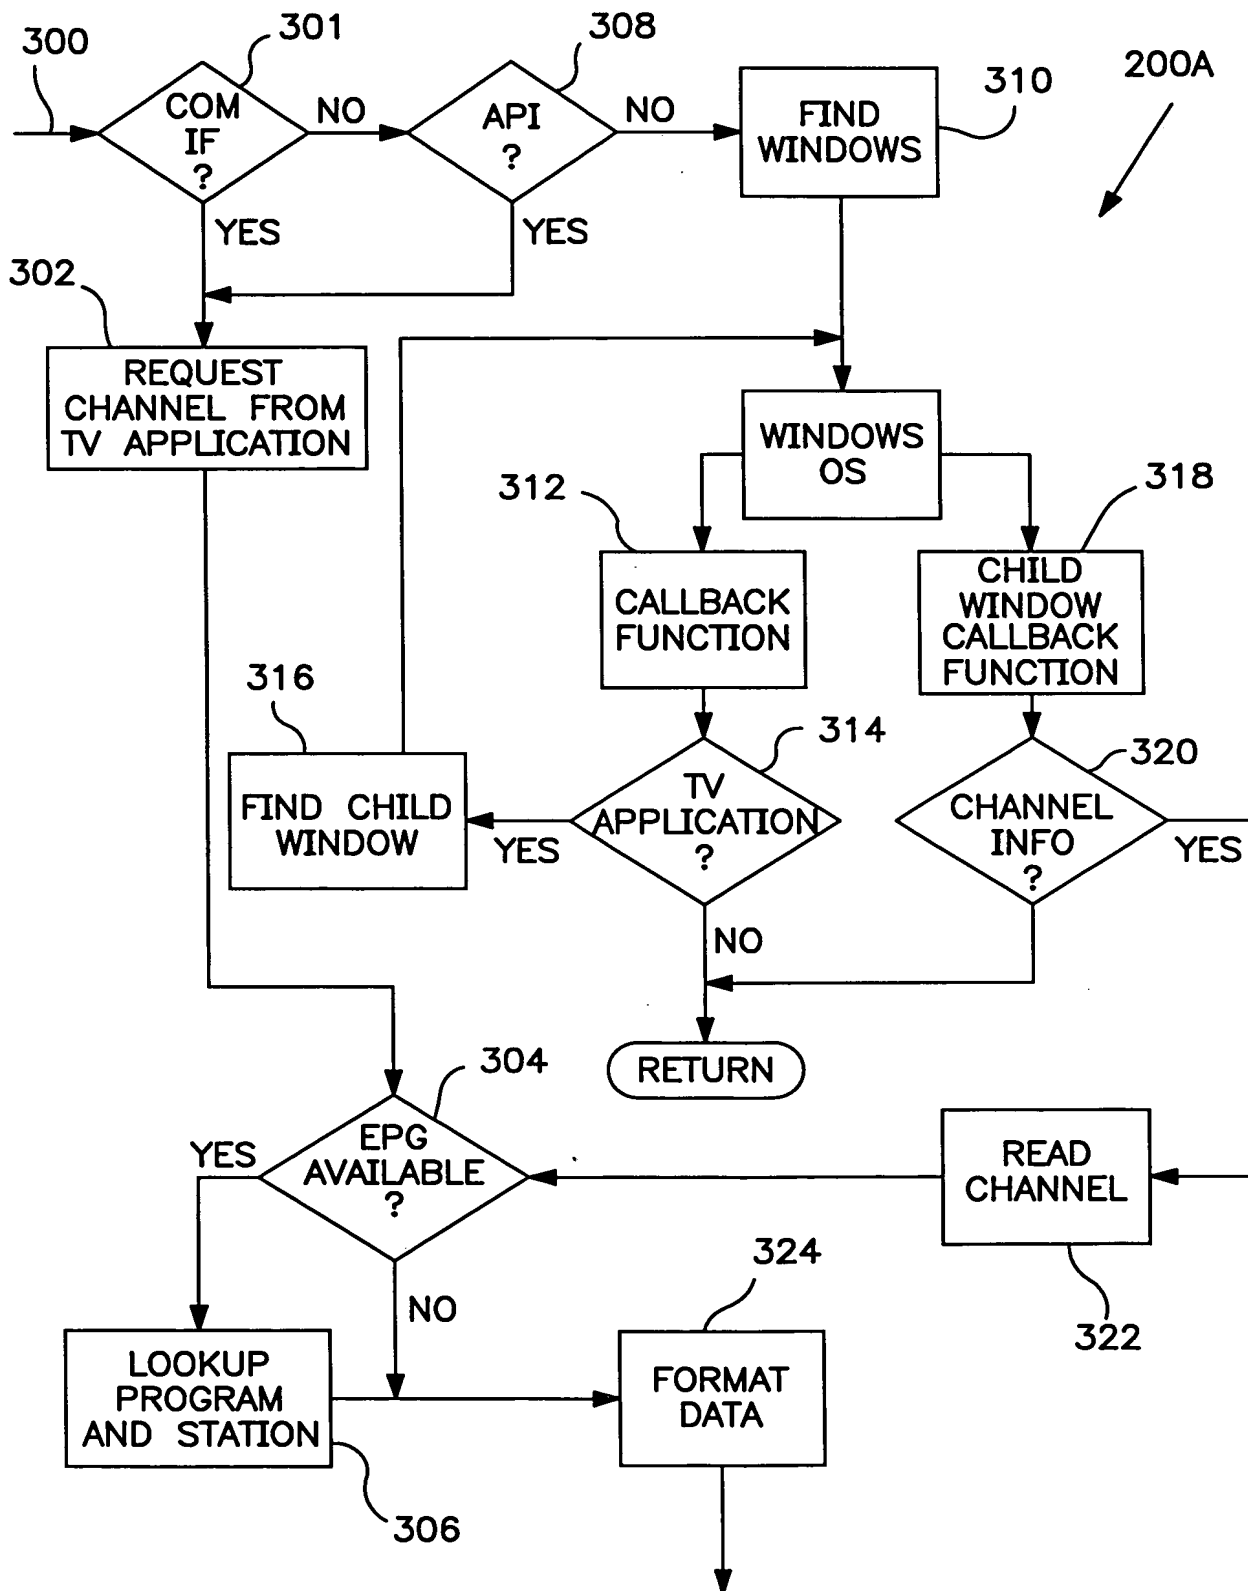 300
301
308
310
200A
COM
IF
?
NO
API
?
NO
FIND
WINDOWS
YES
YES
302
REQUEST
CHANNEL FROM
TV APPLICATION
WINDOWS
OS
312
318
CALLBACK
FUNCTION
CHILD
WINDOW
CALLBACK
FUNCTION
316
314
320
FIND CHILD
WINDOW
YES
TV
APPLICATION
?
CHANNEL
INFO
?
YES
NO
RETURN
304
YES
EPG
AVAILABLE
?
READ
CHANNEL
NO
324
322
LOOKUP
PROGRAM
AND STATION
FORMAT
DATA
306